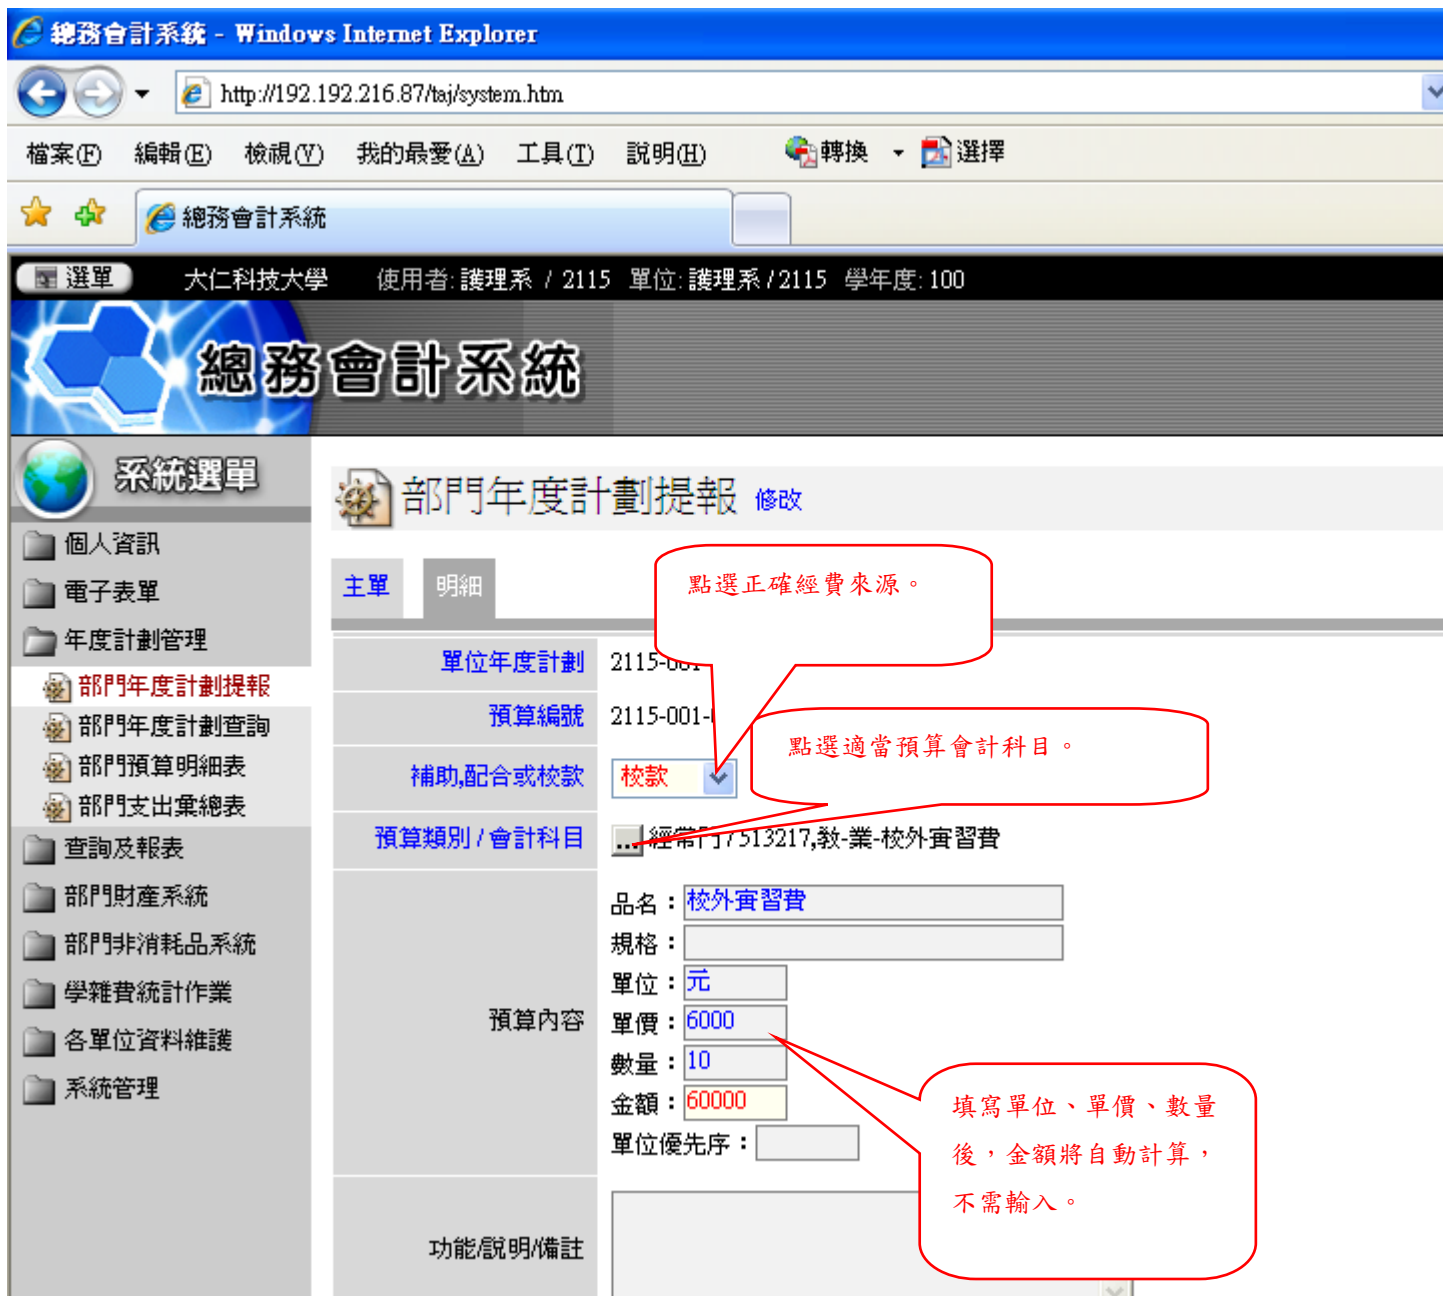 總務會計系統 - Windows Internet Explorer
http://192.192.216.87/taj/system.htm
檔案(F) 編輯(E) 檢視(V) 我的最愛(A) 工具(T) 說明(H) 轉換 選擇
總務會計系統
選單 大仁科技大學 使用者: 護理系 / 2115 單位: 護理系 / 2115 學年度: 100
總務會計系統
系統選單
個人資訊
電子表單
年度計劃管理
部門年度計劃提報
部門年度計劃查詢
部門預算明細表
部門支出彙總表
查詢及報表
部門財產系統
部門非消耗品系統
學雜費統計作業
各單位資料維護
系統管理
部門年度計劃提報 修改
主單 明細
點選正確經費來源。
單位年度計劃 2115-001
預算編號 2115-001-
點選適當預算會計科目。
補助,配合或校款 校款
預算類別 / 會計科目 ... 經常門 / 513217,教-業-校外實習費
預算內容
品名：校外實習費
規格：
單位：元
單價：6000
數量：10
金額：60000
單位優先序：
填寫單位、單價、數量
後，金額將自動計算，
不需輸入。
功能/說明/備註